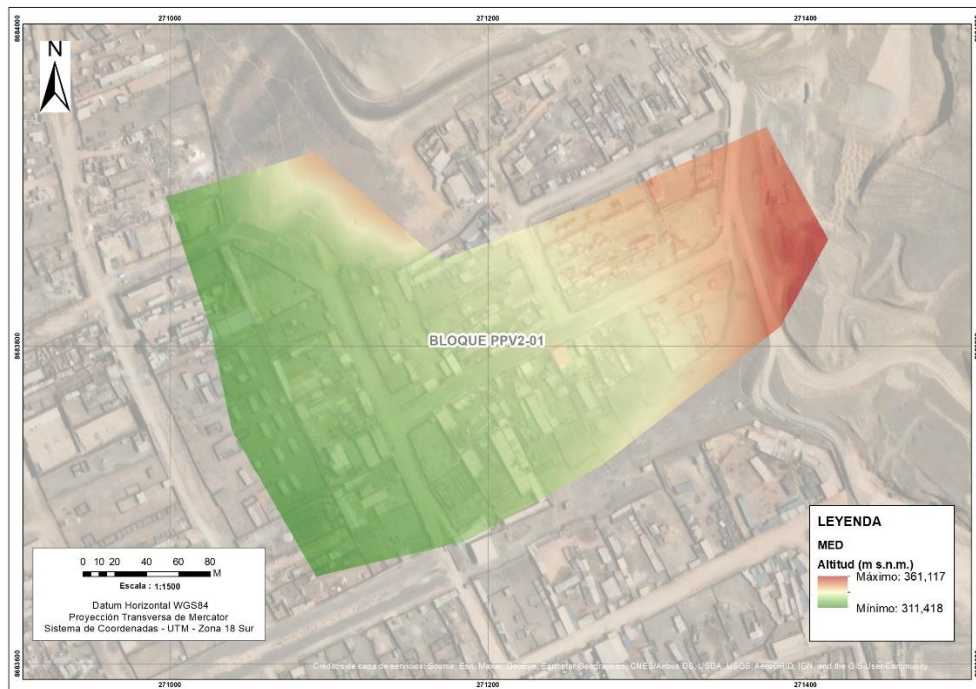 271000
271200
271400
8684000
N
BLOQUE PPV2-01
8683800
LEYENDA
MED
Altitud (m s.n.m.)
Máximo: 361,117
Mínimo: 311,418
0 10 20 40 60 80
M
Escala : 1:1500
Datum Horizontal WGS84
Proyección Transversa de Mercator
Sistema de Coordenadas - UTM - Zona 18 Sur
Créditos de capa de servicios: Source: Esri, Maxar, GeoEye, Earthstar Geographics, CNES/Airbus DS, USDA, USGS, AeroGRID, IGN, and the GIS User Community
8683600
271000
271200
271400